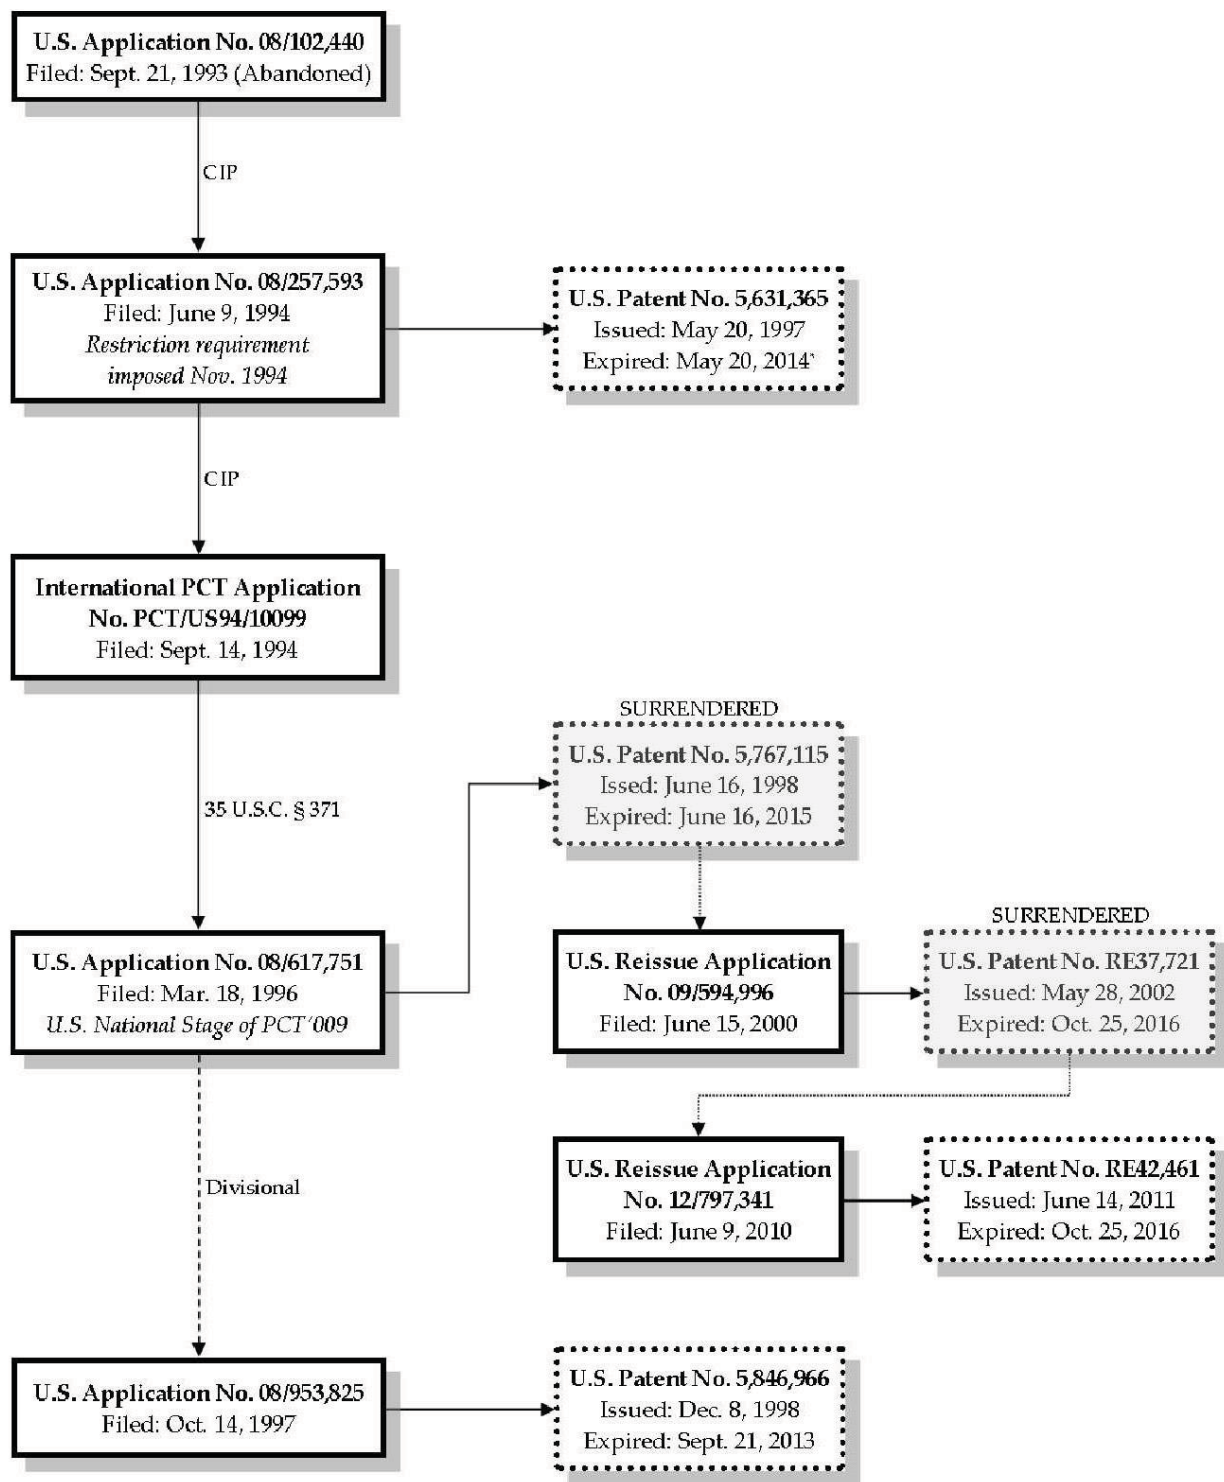 U.S. Application No. 08/102,440
Filed: Sept. 21, 1993 (Abandoned)
CIP
U.S. Application No. 08/257,593
Filed: June 9, 1994
Restriction requirement
imposed Nov. 1994
U.S. Patent No. 5,631,365
Issued: May 20, 1997
Expired: May 20, 2014*
CIP
International PCT Application
No. PCT/US94/10099
Filed: Sept. 14, 1994
35 U.S.C. § 371
SURRENDERED
U.S. Patent No. 5,767,115
Issed: June 16, 1998
Expired: June 16, 2015
U.S. Application No. 08/617,751
Filed: Mar. 18, 1996
U.S. National Stage of PCT'009
U.S. Reissue Application
No. 09/594,996
Filed: June 15, 2000
SURRENDERED
U.S. Patent No. RE37,721
Issued: May 28, 2002
Expired: Oct. 25, 2016
U.S. Reissue Application
No. 12/797,341
Filed: June 9, 2010
U.S. Patent No. RE42,461
Issued: June 14, 2011
Expired: Oct. 25, 2016
Divisional
U.S. Application No. 08/953,825
Filed: Oct. 14, 1997
U.S. Patent No. 5,846,966
Issued: Dec. 8, 1998
Expired: Sept. 21, 2013